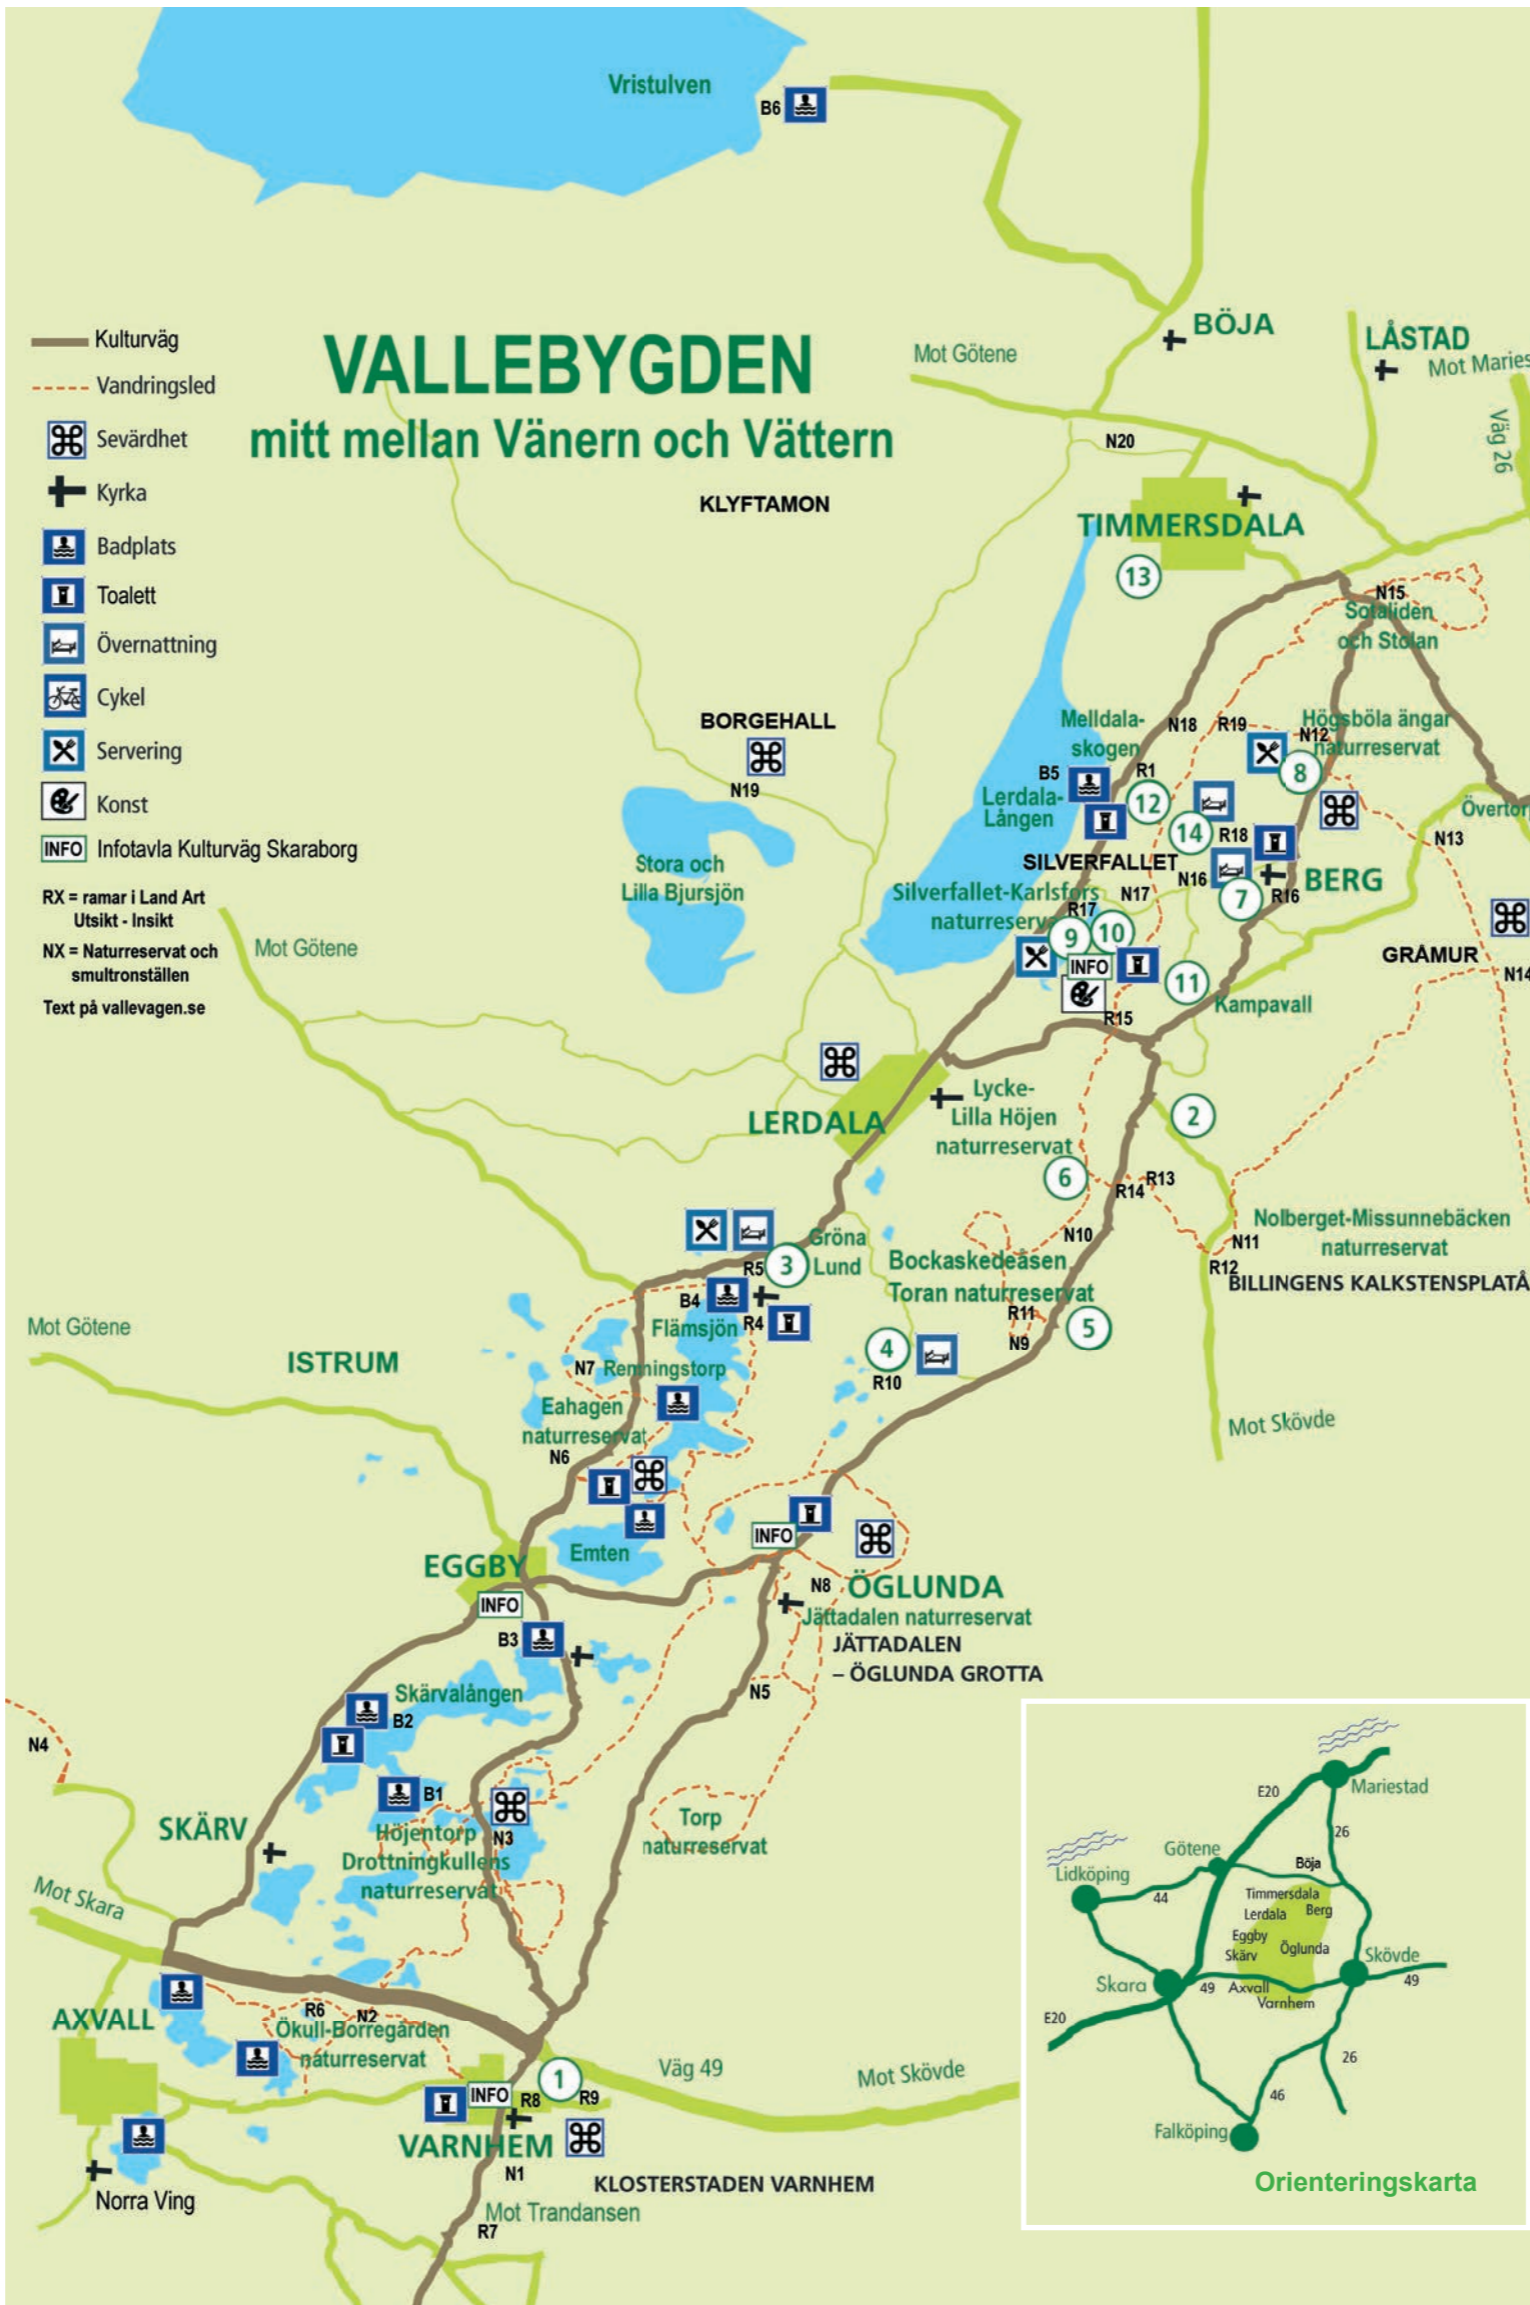 Vristulven
B6
BÖJA
LÅSTAD
Mot Götene
Väg 26
Kulturväg
Vandringsled
Sevärdhet
Kyrka
Badplats
Toalett
Övernattning
Cykel
Servering
Konst
INFO Infotavla Kulturväg Skaraborg
RX = ramar i Land Art
Utsikt - Insikt
NX = Naturreservat och
smultronställen
Text på vallevagen.se
VALLEBYGDEN
mitt mellan Vänern och Vättern
KLYFTAMON
N20
TIMMERSDALA
13
N15
Sotaliden
och Stolan
BORGEHALL
N19
Melldala-
skogen
N18
R19
Högsböla ängar
N12
naturreservat
8
B5
R1
12
Lerdala-
Lången
14
R18
N13
Stora och
Lilla Bjursjön
SILVERFALLET
N16
BERG
Silverfallet-Karlsfors
N17
7
R16
R17
9
10
GRÅMUR
INFO
11
R15
Kampavall
Mot Götene
LERDALA
Lycke-
Lilla Höjen
naturreservat
2
6
R13
R14
N10
Nolberget-Missunnebäcken
naturreservat
N11
R12
Gröna
Lund
3
R5
Bockaskedeåsen
Toran naturreservat
R11
N9
5
B4
Flämsjön
R4
4
R10
Mot Götene
ISTRUM
N7
Remningstorp
Eahagen
naturreservat
N6
Mot Skövde
EGGBY
Emten
INFO
INFO
N8
ÖGLUNDA
Jättadalen naturreservat
JÄTTADALEN
– ÖGLUNDA GROTTA
B3
N5
Skärvalången
B2
N4
B1
SKÄRV
Höjentorp
N3
Drottningkullens
naturreservat
Torp
naturreservat
Mot Skara
AXVALL
R6
N2
Ökull-Borregården
naturreservat
Väg 49
Mot Skövde
1
INFO
R8
R9
VARNHEM
N1
KLOSTERSTADEN VARNHEM
Norra Ving
Mot Trandansen
R7
Mariestad
E20
26
Götene
Böja
Lidköping
44
Timmersdala
Lerdala
Berg
Eggby
Öglunda
Skärv
Skövde
Skara
49
Axvall
49
Varnhem
E20
26
46
Falköping
Orienteringskarta